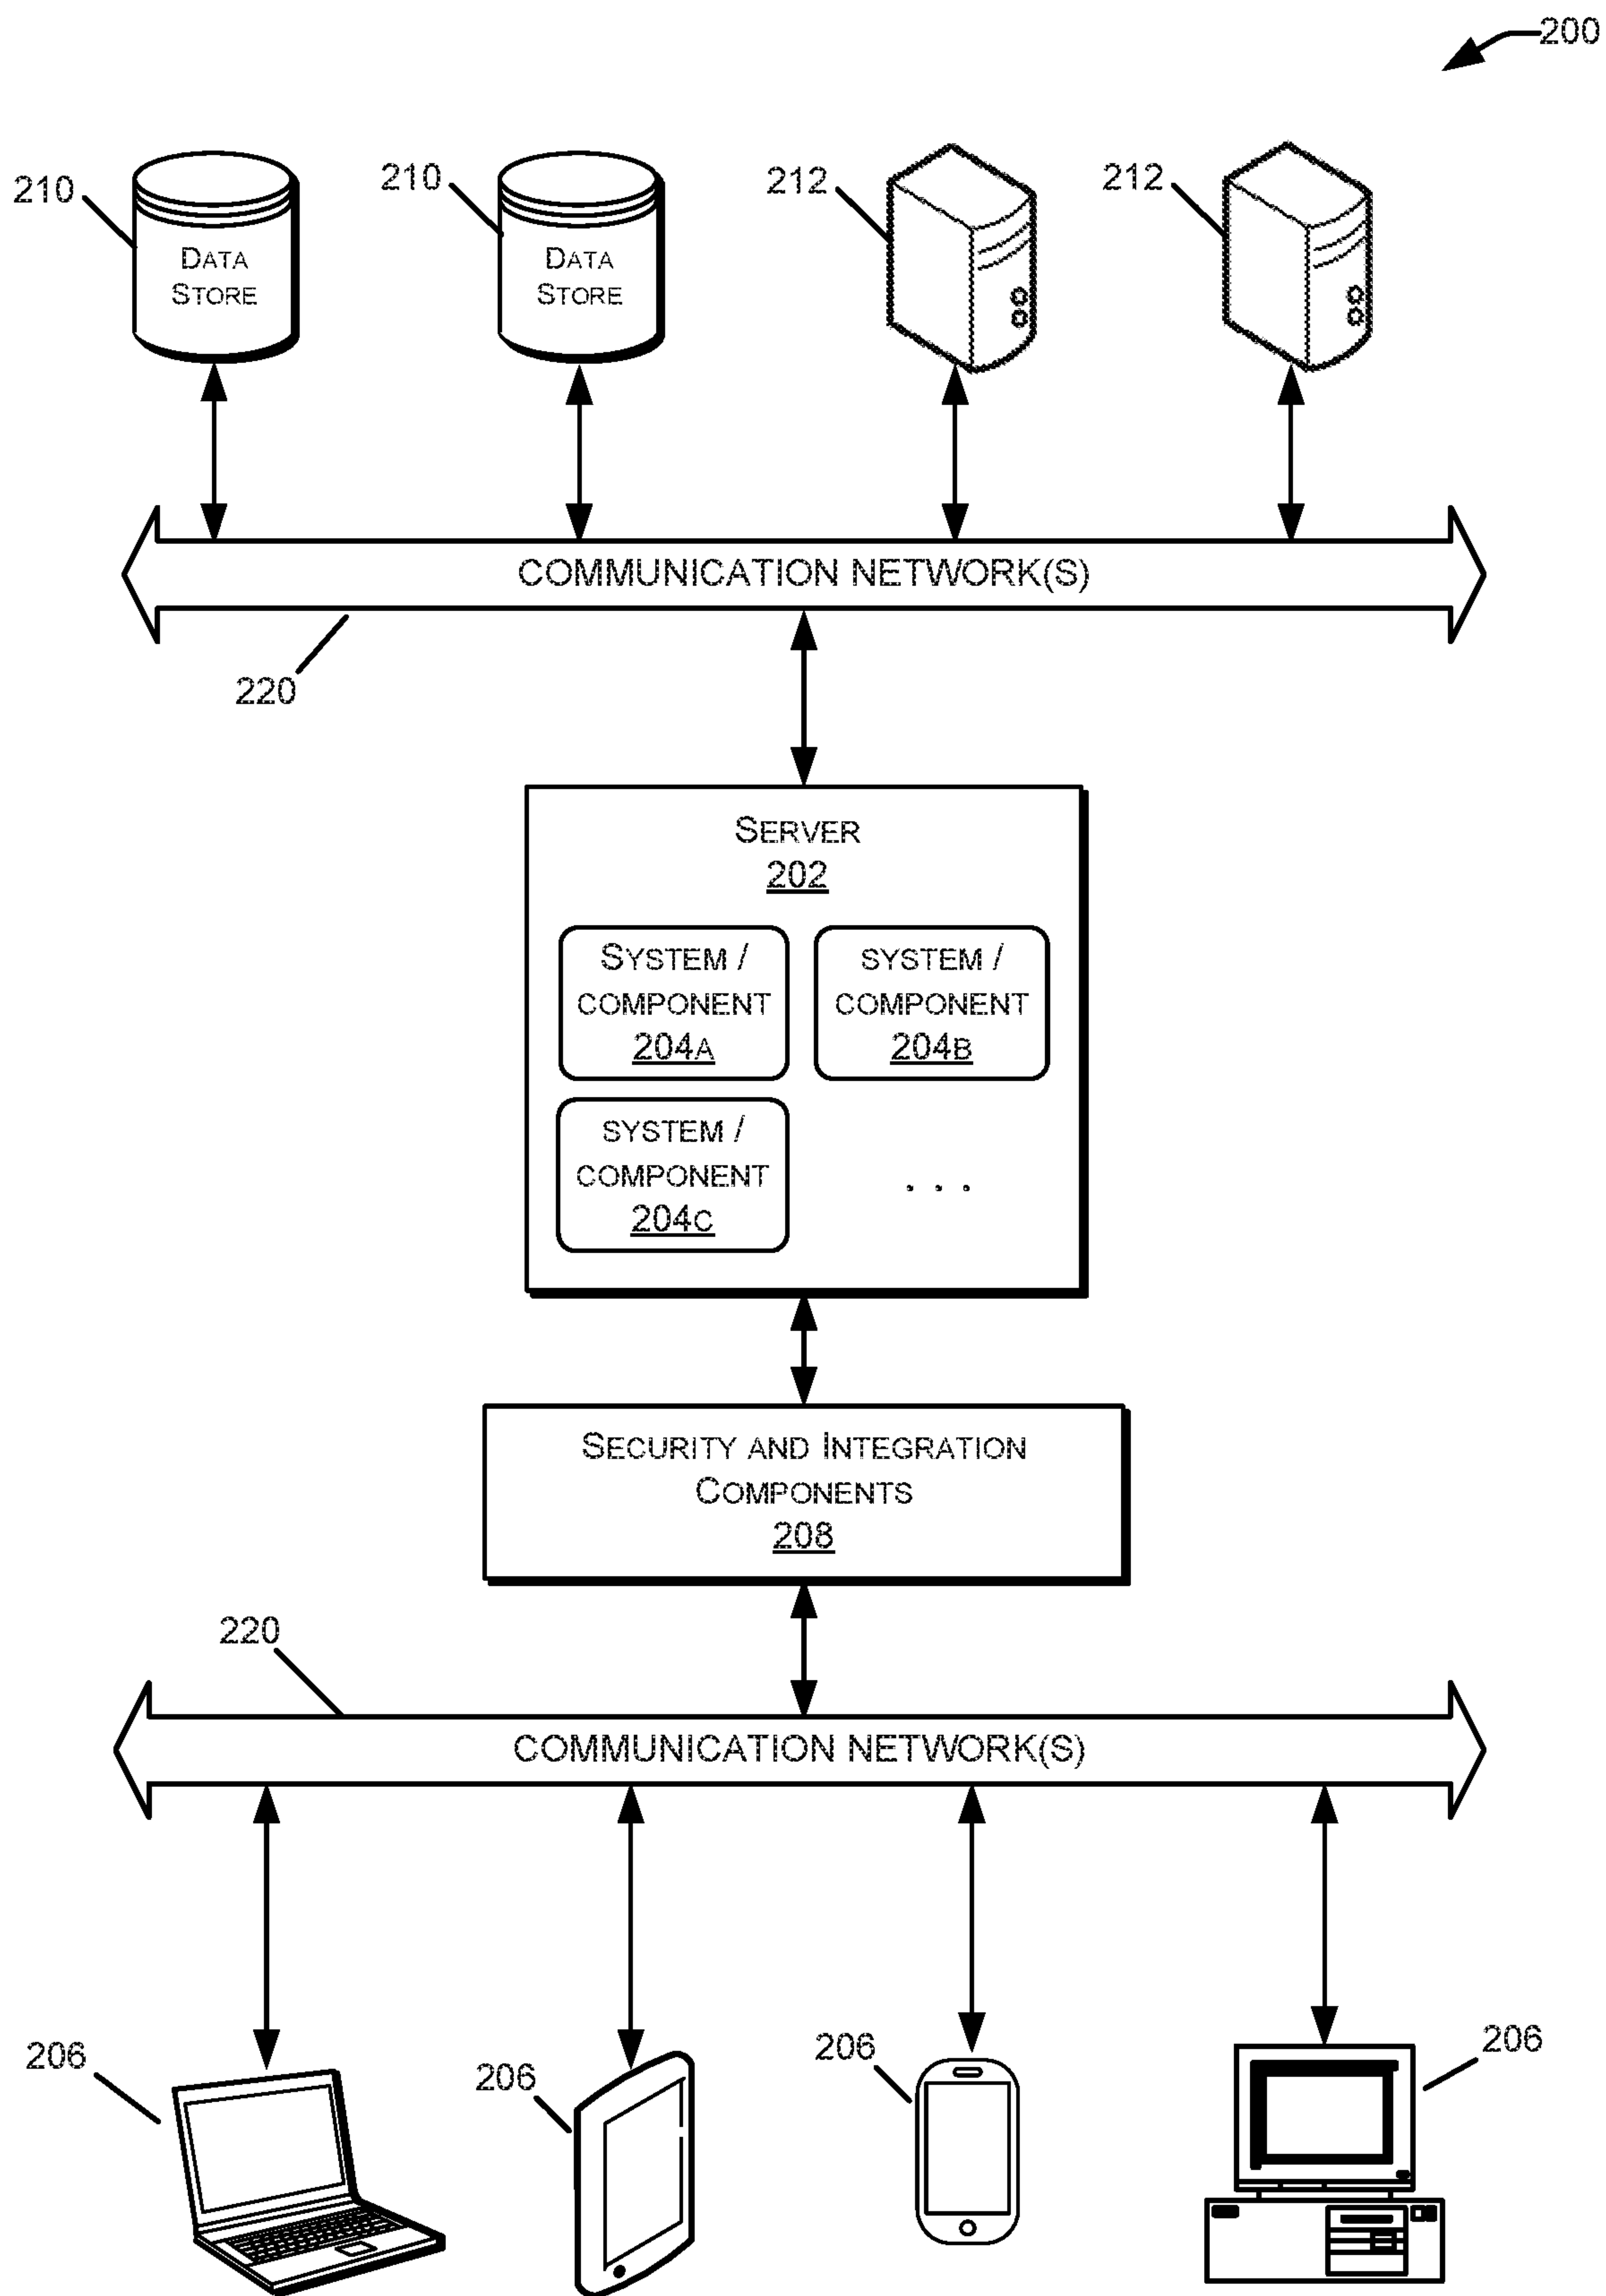 200
210
210
212
212
DATA
STORE
DATA
STORE
COMMUNICATION NETWORK(S)
220
SERVER
202
SYSTEM /
COMPONENT
204A
SYSTEM /
COMPONENT
204B
SYSTEM /
COMPONENT
204C
. . .
SECURITY AND INTEGRATION
COMPONENTS
208
220
COMMUNICATION NETWORK(S)
206
206
206
206